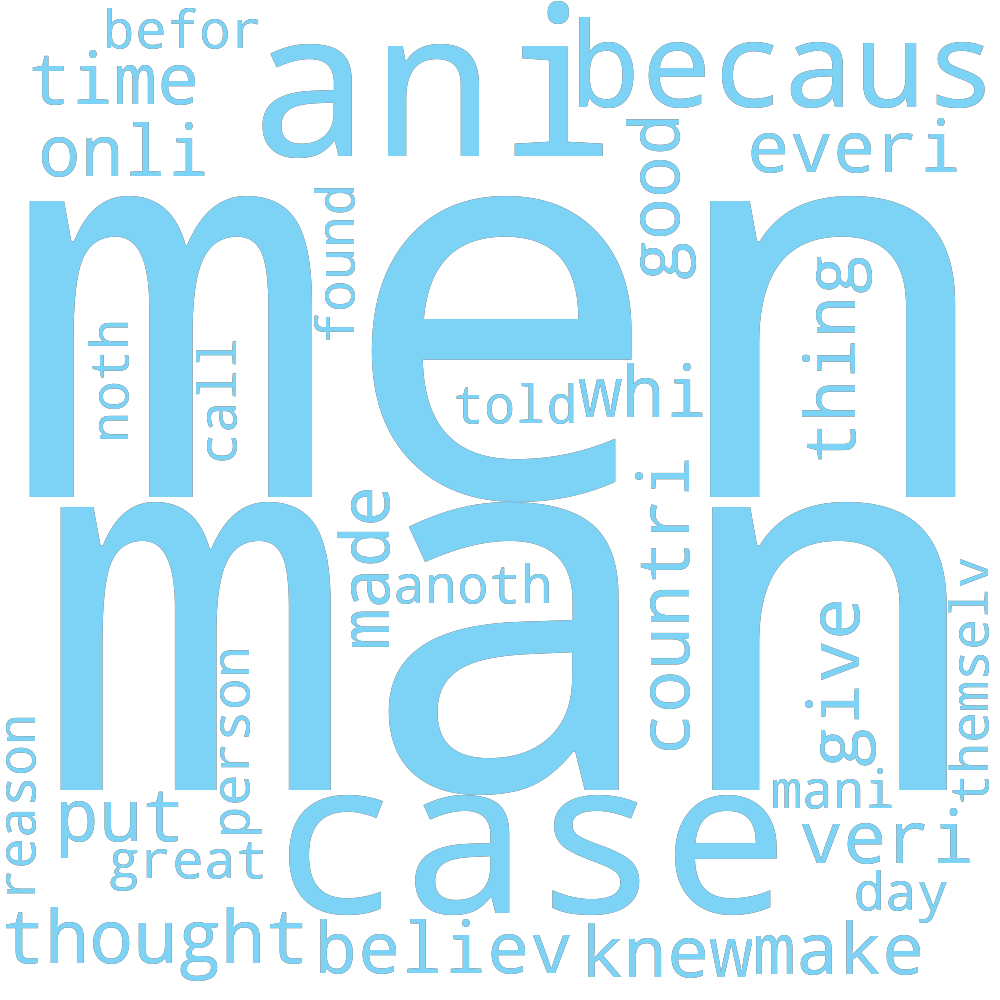 befor
time
ani
becaus
onli
everi
good
found
men
thing
noth
call
told
whi
countri
made
man
anoth
themselv
give
person
reason
mani
put
case
veri
great
day
thought
believ
knew
make